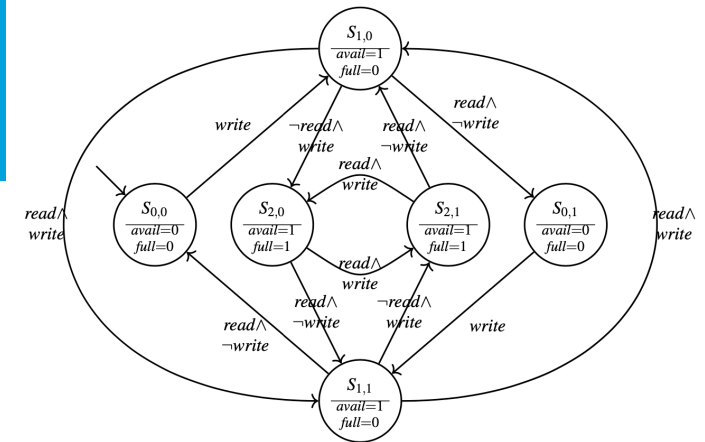 S1,0
avail=1
full=0
read∧
¬write
write
¬read∧
write
read∧
¬write
read∧
write
S0,0
avail=0
full=0
S2,0
avail=1
full=1
S2,1
avail=1
full=1
S0,1
avail=0
full=0
read∧
write
read∧
write
read∧
write
read∧
¬write
¬read∧
write
read∧
¬write
write
S1,1
avail=1
full=0